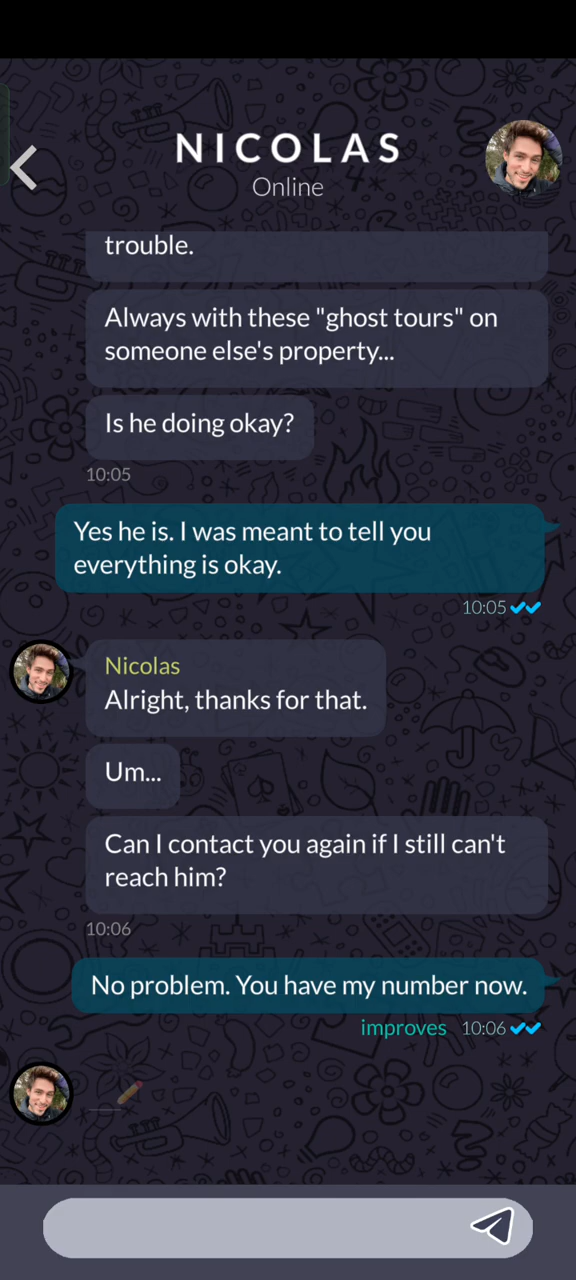 NICOLAS
Online
trouble.
Always with these "ghost tours" on
someone else's property...
Is he doing okay?
10:05
Yes he is. I was meant to tell you
everything is okay.
10:05
Nicolas
Alright, thanks for that.
Um...
Can I contact you again if I still can't
reach him?
10:06
No problem. You have my number now.
improves 10:06